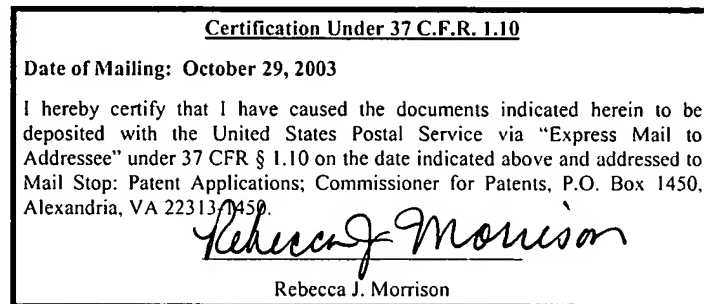 Certification Under 37 C.F.R. 1.10
Date of Mailing: October 29, 2003
I hereby certify that I have caused the documents indicated herein to be
deposited with the United States Postal Service via "Express Mail to
Addressee" under 37 CFR § 1.10 on the date indicated above and addressed to
Mail Stop: Patent Applications; Commissioner for Patents, P.O. Box 1450,
Alexandria, VA 22313-1450.
Rebecca J Morrison
Rebecca J. Morrison